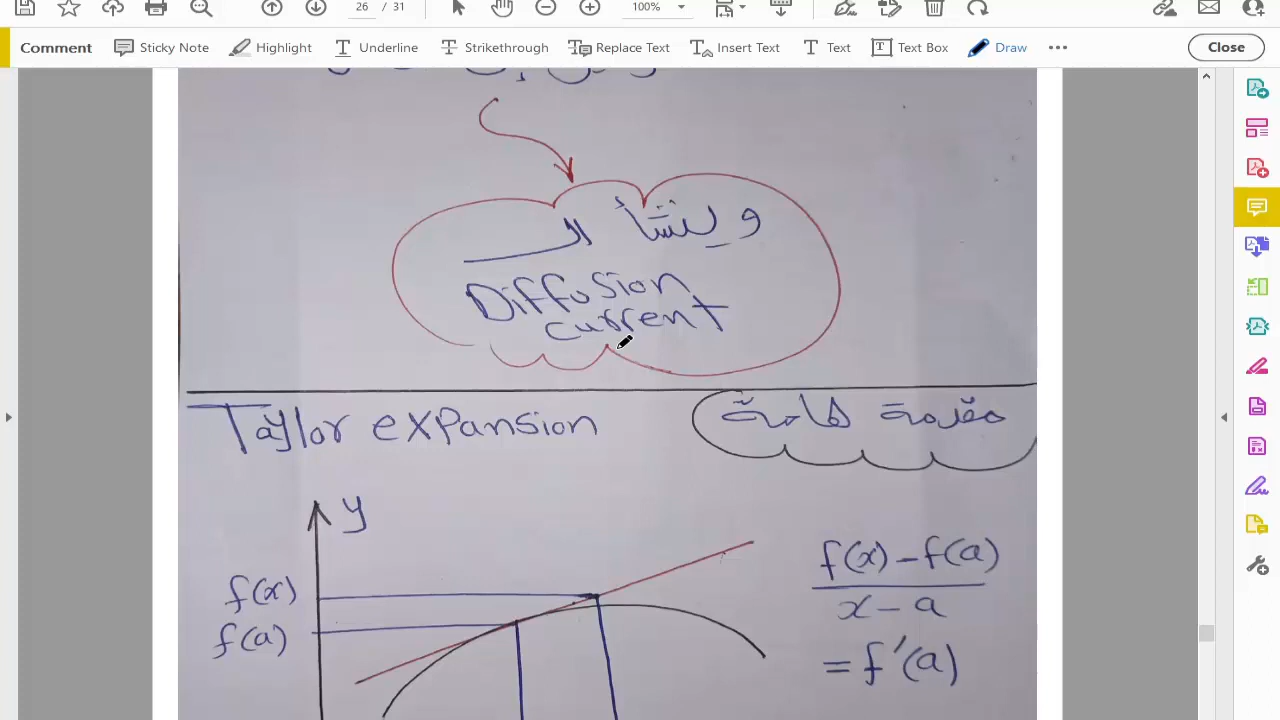 26 / 31
100%
Comment Sticky Note Highlight Underline Strikethrough Replace Text Insert Text Text Text Box Draw Close
وينشأ الـ
Diffusion
current
Taylor expansion
مقدمة هامة
y
f(x)
f(a)
f(x) - f(a)
x - a
= f'(a)